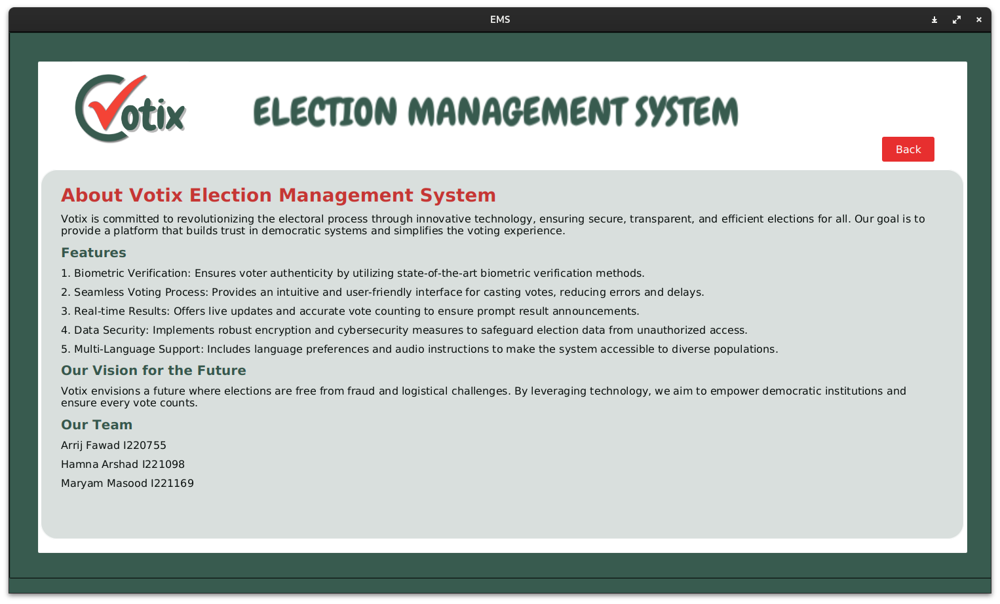 EMS
Votix
ELECTION MANAGEMENT SYSTEM
Back
About Votix Election Management System
Votix is committed to revolutionizing the electoral process through innovative technology, ensuring secure, transparent, and efficient elections for all. Our goal is to
provide a platform that builds trust in democratic systems and simplifies the voting experience.
Features
1. Biometric Verification: Ensures voter authenticity by utilizing state-of-the-art biometric verification methods.
2. Seamless Voting Process: Provides an intuitive and user-friendly interface for casting votes, reducing errors and delays.
3. Real-time Results: Offers live updates and accurate vote counting to ensure prompt result announcements.
4. Data Security: Implements robust encryption and cybersecurity measures to safeguard election data from unauthorized access.
5. Multi-Language Support: Includes language preferences and audio instructions to make the system accessible to diverse populations.
Our Vision for the Future
Votix envisions a future where elections are free from fraud and logistical challenges. By leveraging technology, we aim to empower democratic institutions and
ensure every vote counts.
Our Team
Arrij Fawad I220755
Hamna Arshad I221098
Maryam Masood I221169